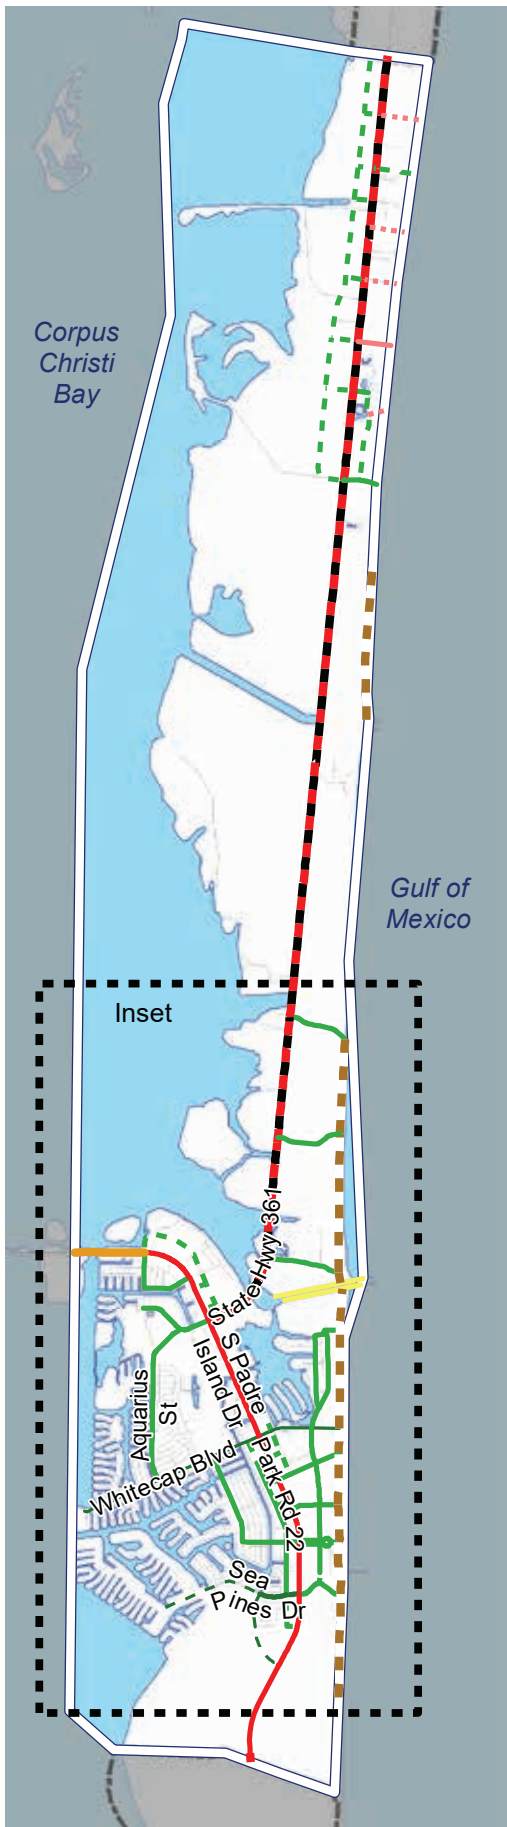 Corpus
Christi
Bay
Gulf of
Mexico
Inset
State Hwy 361
S Padre
Island Dr
Aquarius
St
Whitecap Blvd
Park Rd 22
Sea
Pines Dr